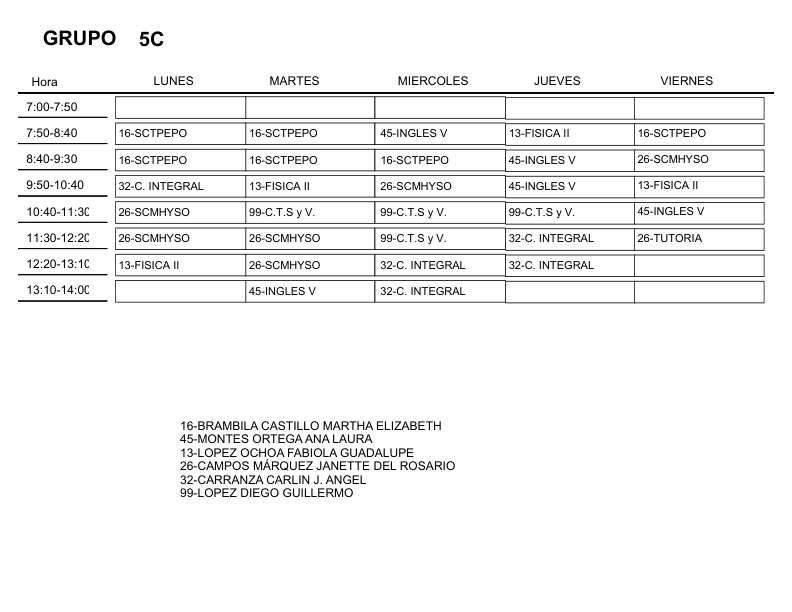 GRUPO 5C
Hora LUNES MARTES MIERCOLES JUEVES VIERNES
7:00-7:50
7:50-8:40 16-SCTPEPO 16-SCTPEPO 45-INGLES V 13-FISICA II 16-SCTPEPO
8:40-9:30 16-SCTPEPO 16-SCTPEPO 16-SCTPEPO 45-INGLES V 26-SCMHYSO
9:50-10:40 32-C. INTEGRAL 13-FISICA II 26-SCMHYSO 45-INGLES V 13-FISICA II
10:40-11:30 26-SCMHYSO 99-C.T.S y V. 99-C.T.S y V. 99-C.T.S y V. 45-INGLES V
11:30-12:20 26-SCMHYSO 26-SCMHYSO 99-C.T.S y V. 32-C. INTEGRAL 26-TUTORIA
12:20-13:10 13-FISICA II 26-SCMHYSO 32-C. INTEGRAL 32-C. INTEGRAL
13:10-14:00 45-INGLES V 32-C. INTEGRAL
16-BRAMBILA CASTILLO MARTHA ELIZABETH
45-MONTES ORTEGA ANA LAURA
13-LOPEZ OCHOA FABIOLA GUADALUPE
26-CAMPOS MÁRQUEZ JANETTE DEL ROSARIO
32-CARRANZA CARLIN J. ANGEL
99-LOPEZ DIEGO GUILLERMO